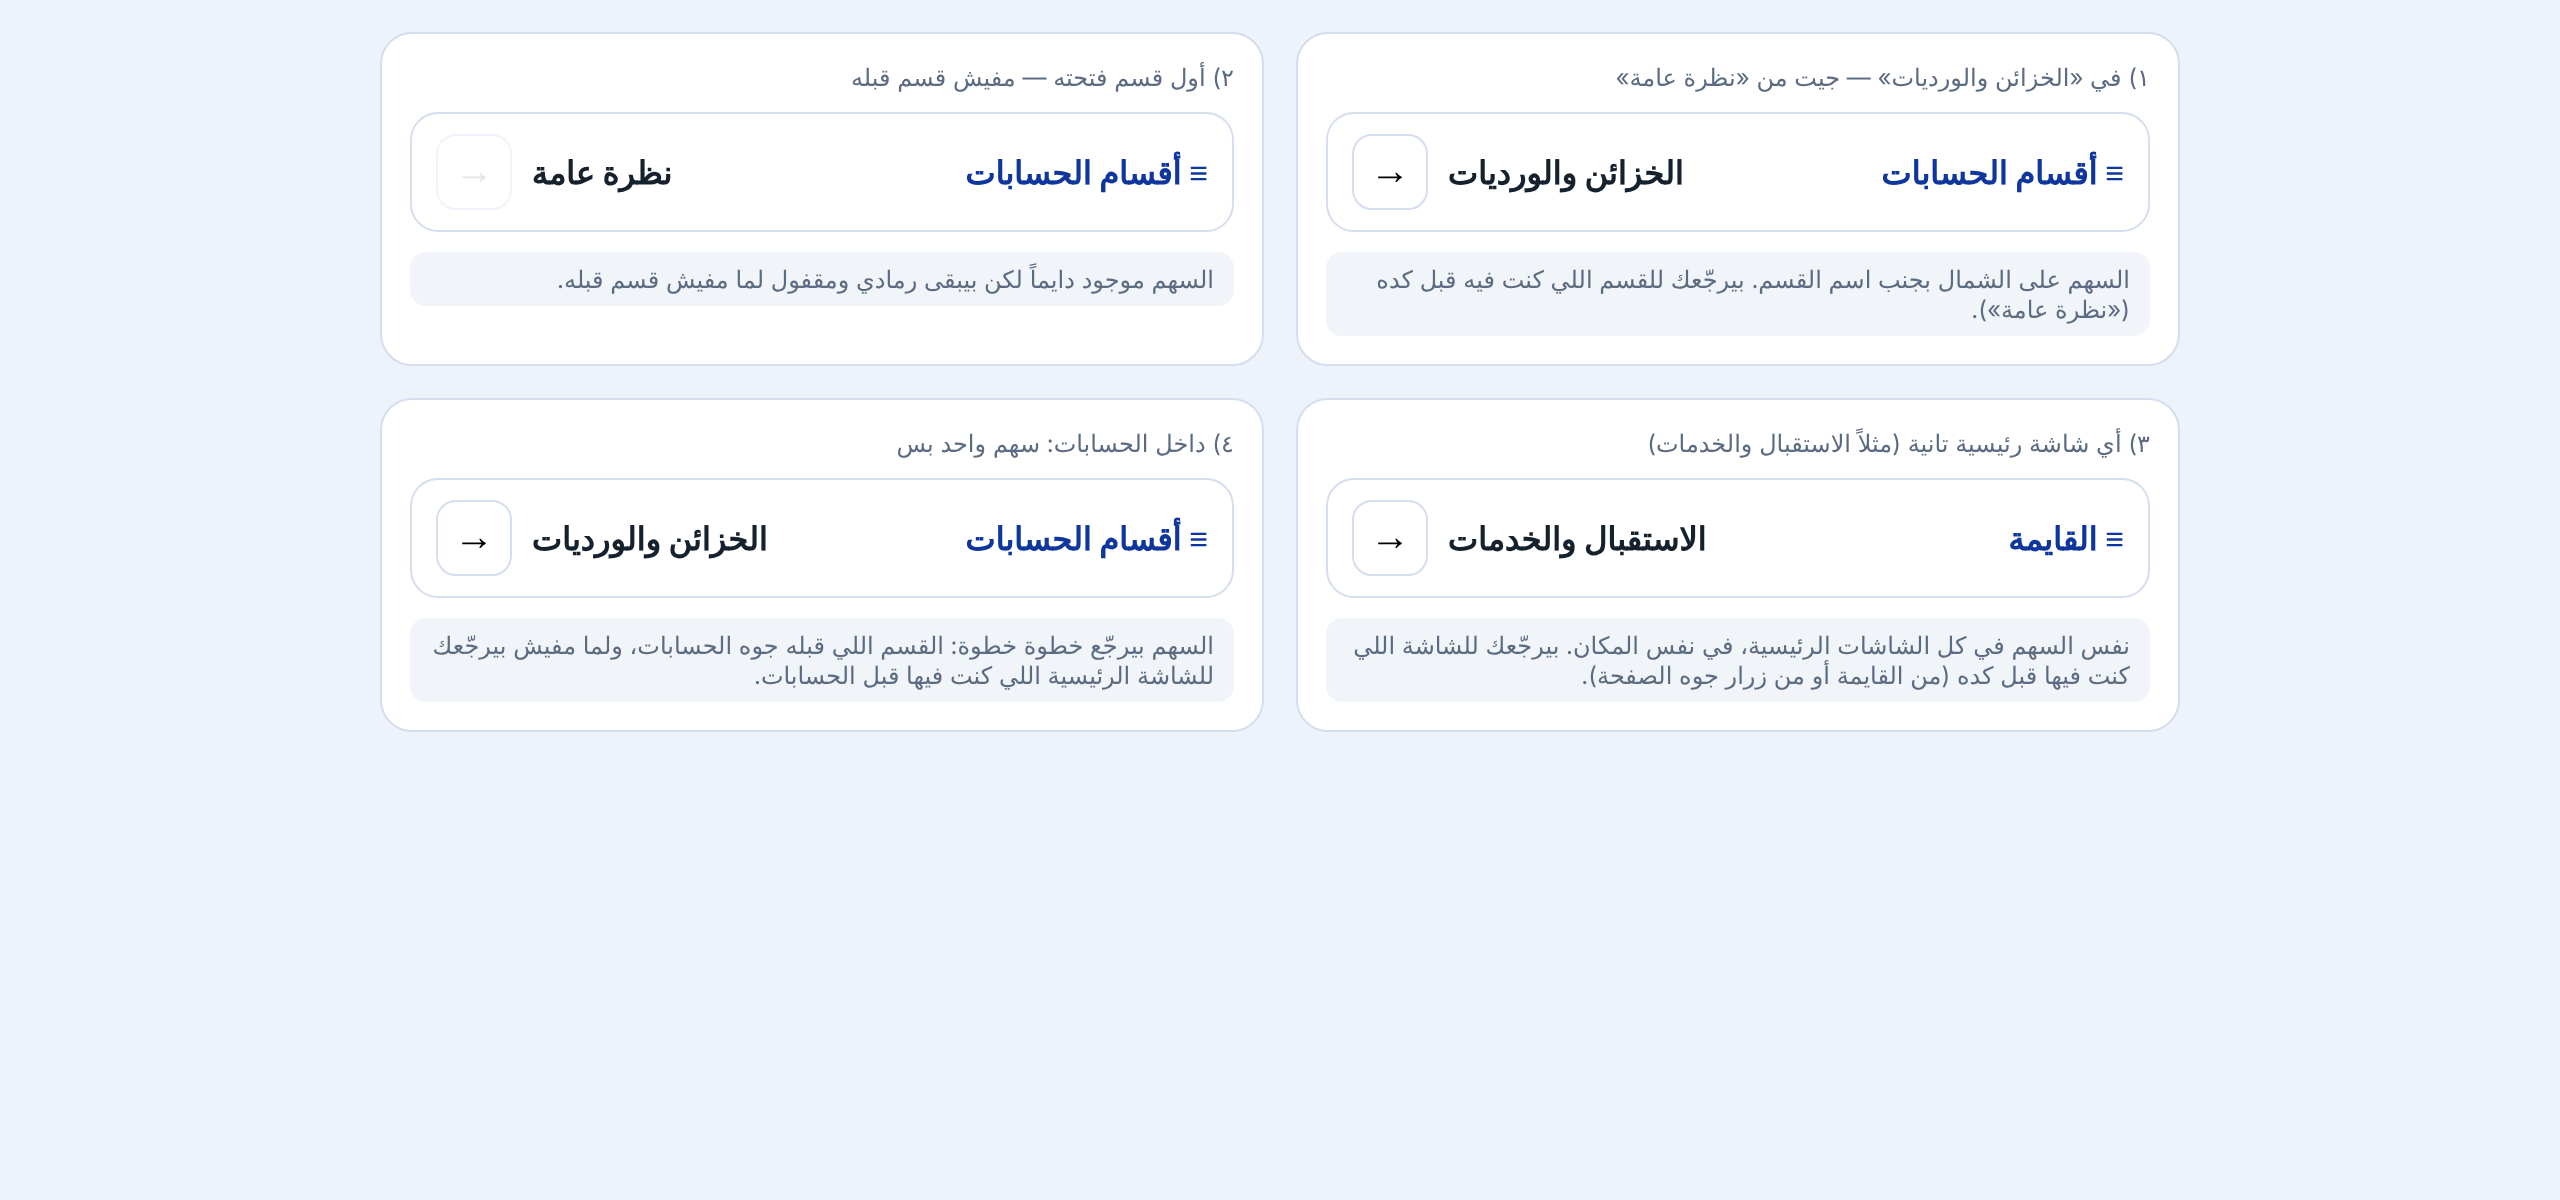 ١) في «الخزائن والورديات» — جيت من «نظرة عامة»
≡ أقسام الحسابات
الخزائن والورديات
→
السهم على الشمال بجنب اسم القسم. بيرجّعك للقسم اللي كنت فيه قبل كده
(«نظرة عامة»).
٢) أول قسم فتحته — مفيش قسم قبله
≡ أقسام الحسابات
نظرة عامة
→
السهم موجود دايماً لكن بيبقى رمادي ومقفول لما مفيش قسم قبله.
٣) أي شاشة رئيسية تانية (مثلاً الاستقبال والخدمات)
≡ القايمة
الاستقبال والخدمات
→
نفس السهم في كل الشاشات الرئيسية، في نفس المكان. بيرجّعك للشاشة اللي
كنت فيها قبل كده (من القايمة أو من زرار جوه الصفحة).
٤) داخل الحسابات: سهم واحد بس
≡ أقسام الحسابات
الخزائن والورديات
→
السهم بيرجّع خطوة خطوة: القسم اللي قبله جوه الحسابات، ولما مفيش بيرجّعك
للشاشة الرئيسية اللي كنت فيها قبل الحسابات.